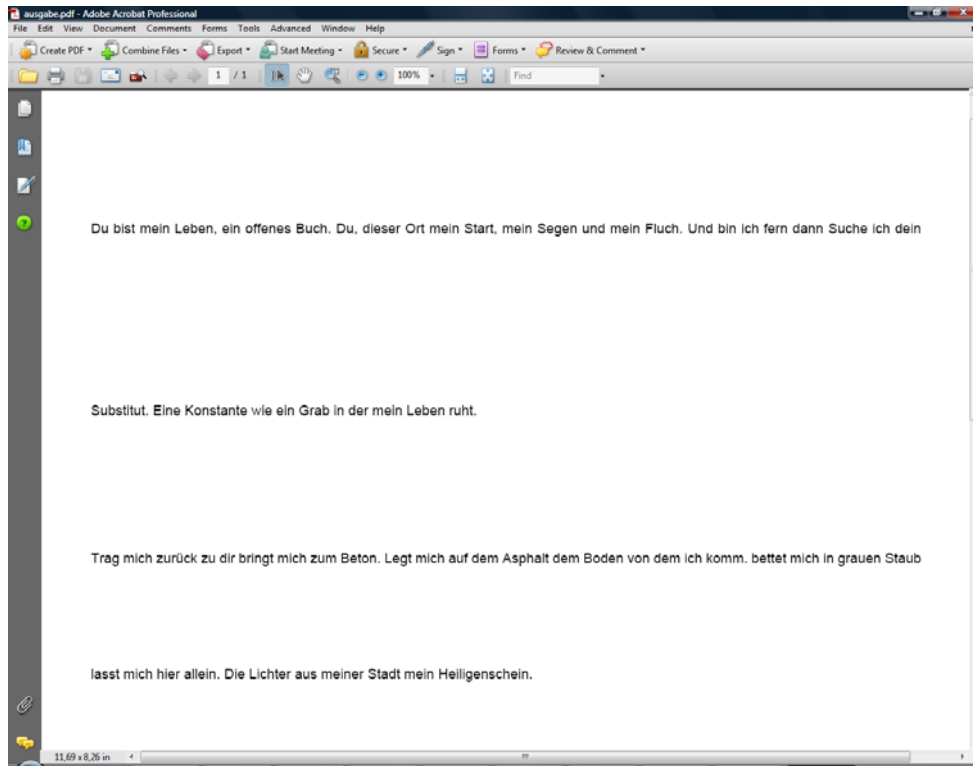 ausgabe.pdf - Adobe Acrobat Professional
File Edit View Document Comments Forms Tools Advanced Window Help
Create PDF Combine Files Export Start Meeting Secure Sign Forms Review & Comment
1 / 1 100% Find
Du bist mein Leben, ein offenes Buch. Du, dieser Ort mein Start, mein Segen und mein Fluch. Und bin ich fern dann Suche ich dein
Substitut. Eine Konstante wie ein Grab in der mein Leben ruht.
Trag mich zurück zu dir bringt mich zum Beton. Legt mich auf dem Asphalt dem Boden von dem ich komm. bettet mich in grauen Staub
lasst mich hier allein. Die Lichter aus meiner Stadt mein Heiligenschein.
11,69 x 8,26 in